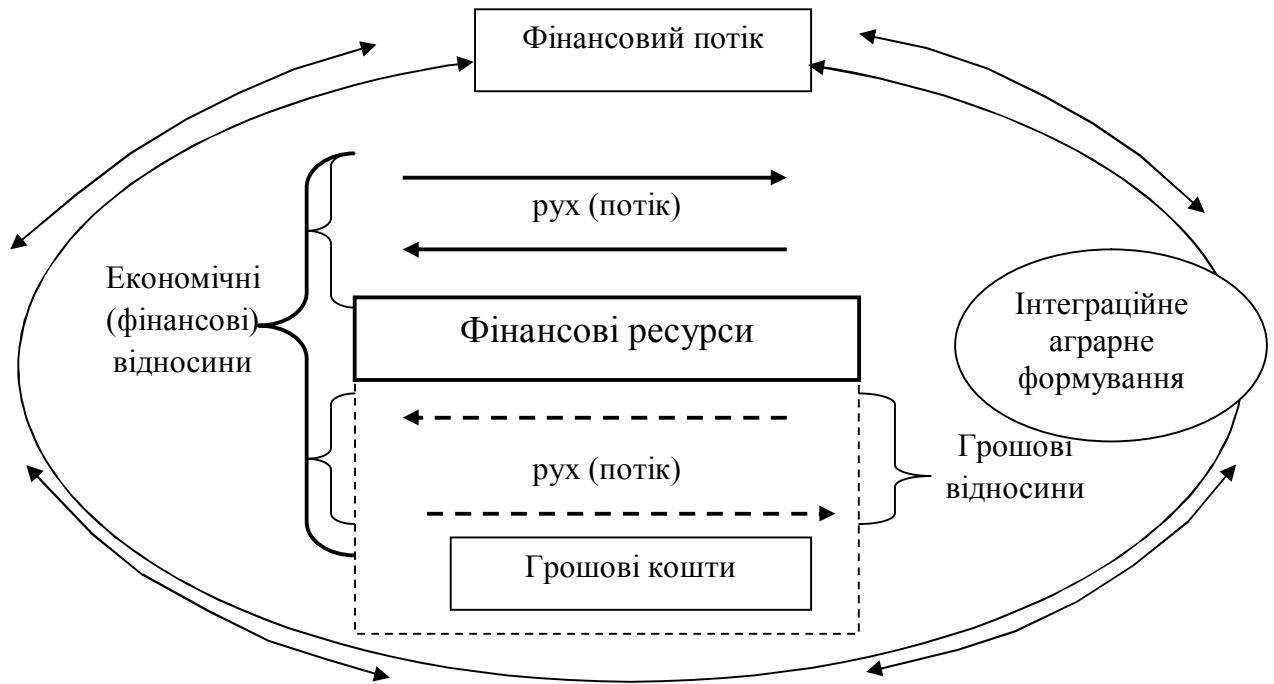 Фінансовий потік
рух (потік)
Економічні
(фінансові)
відносини
Фінансові ресурси
Інтеграційне
аграрне
формування
рух (потік)
Грошові
відносини
Грошові кошти